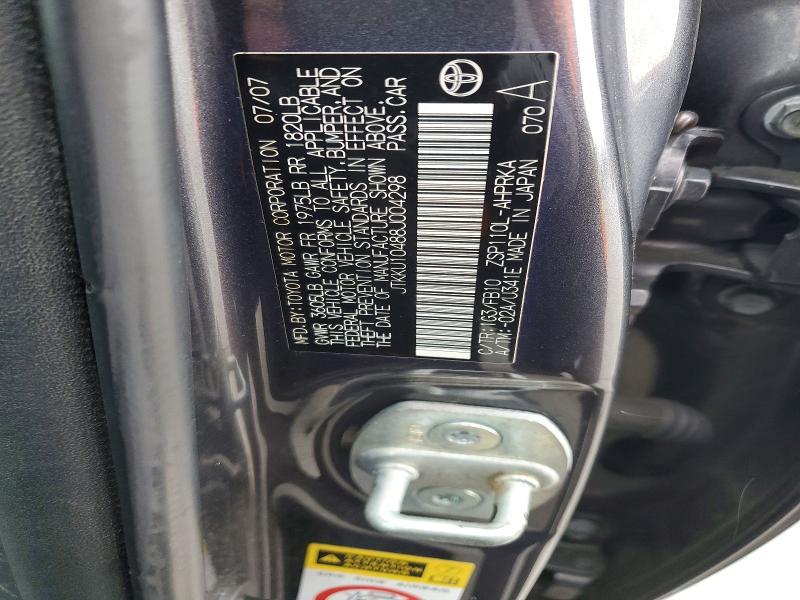 MFD.BY:TOYOTA MOTOR CORPORATION 07/07
GVWR 3605LB GAWR FR 1975LB RR 1820LB
THIS VEHICLE CONFORMS TO ALL APPLICABLE
FEDERAL MOTOR VEHICLE SAFETY,BUMPER,AND
THEFT PREVENTION STANDARDS IN EFFECT ON
THE DATE OF MANUFACTURE SHOWN ABOVE.
JTKKU10488J004298 PASS.CAR
C/TR:1G3/FB10 ZSP110L-AHPRKA
A/TM:-02A/U341E MADE IN JAPAN 070 A